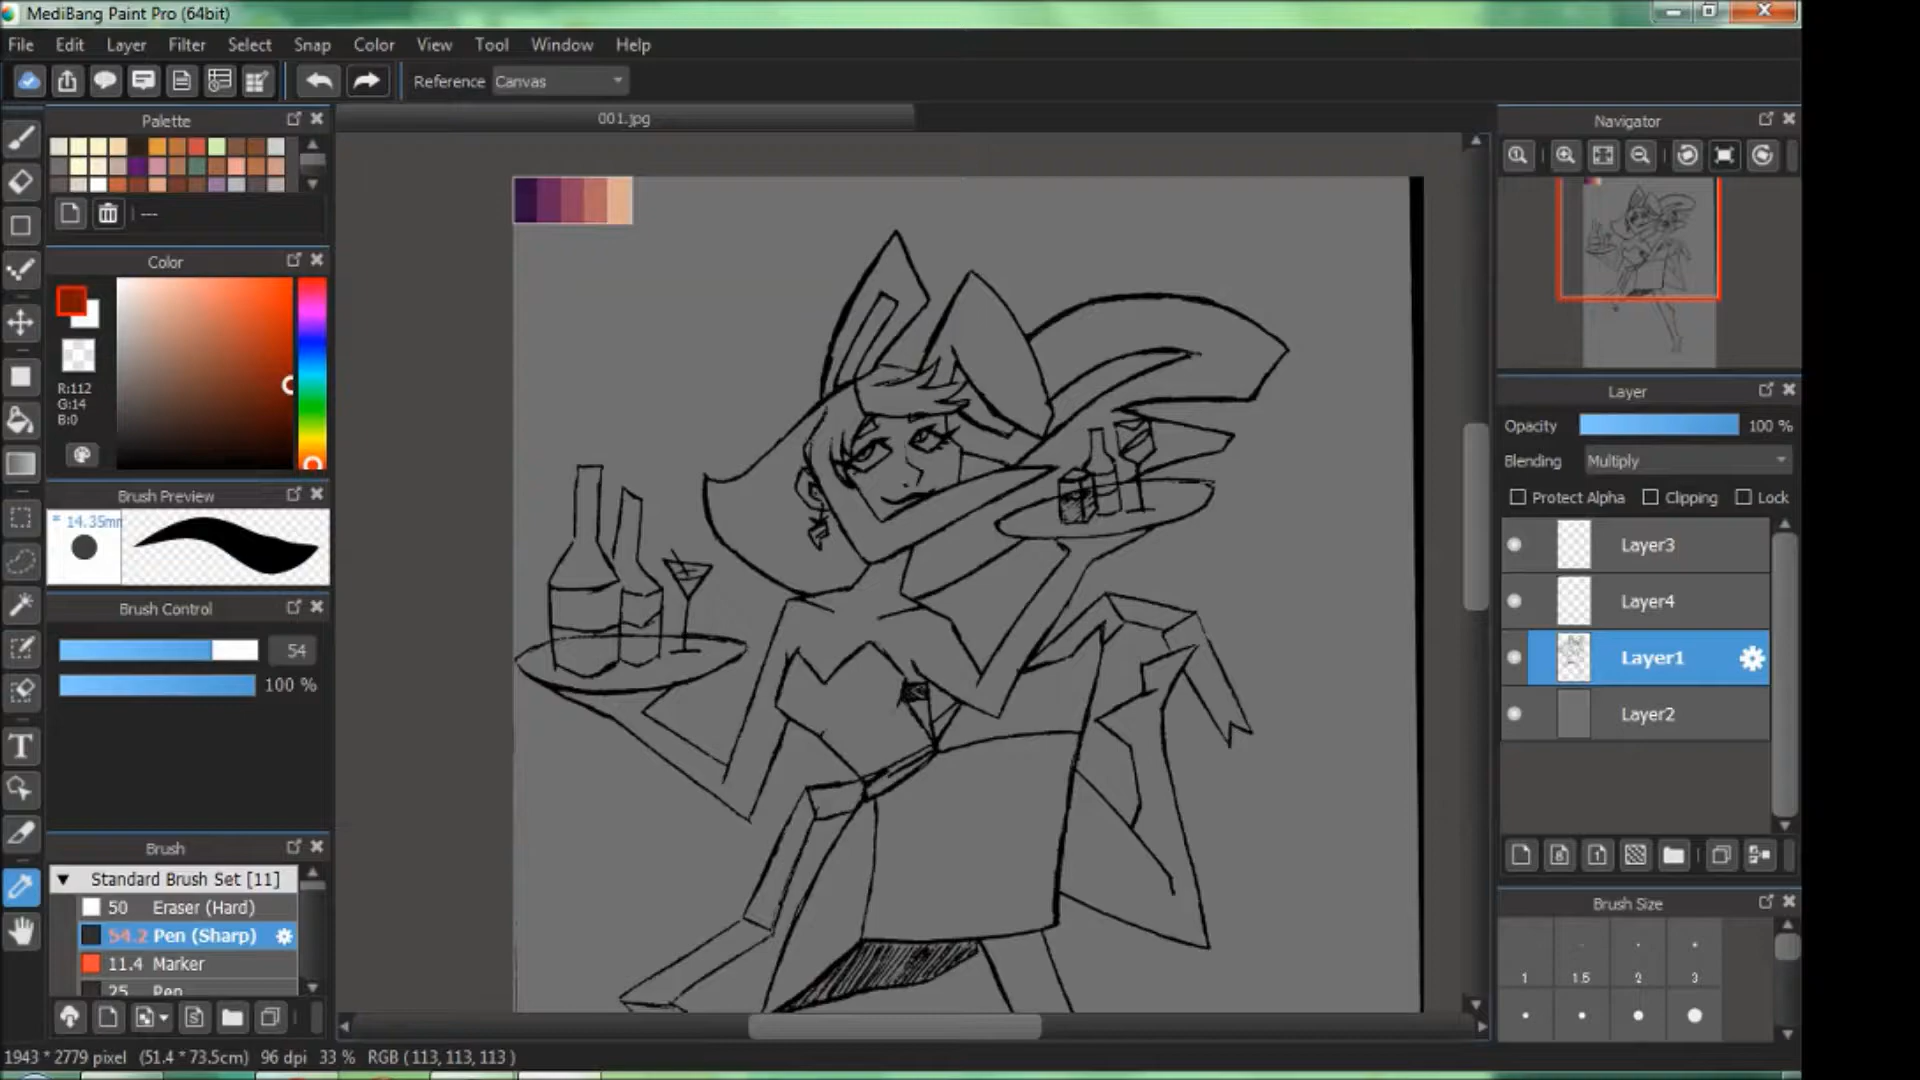 MediBang Paint Pro (64bit)
File Edit Layer Filter Select Snap Color View Tool Window Help
Reference Canvas
Palette
---
001.jpg
Navigator
Color
R:112
G:14
B:0
Layer
Opacity 100 %
Blending Multiply
Protect Alpha Clipping Lock
Brush Preview
* 14.35mm
Layer3
Layer4
Layer1
Layer2
Brush Control
54
100 %
Brush
Standard Brush Set [11]
50 Eraser (Hard)
54.2 Pen (Sharp)
11.4 Marker
25 Pen
Brush Size
1 1.5 2 3
1943 * 2779 pixel (51.4 * 73.5cm) 96 dpi 33 % RGB ( 113, 113, 113 )
T